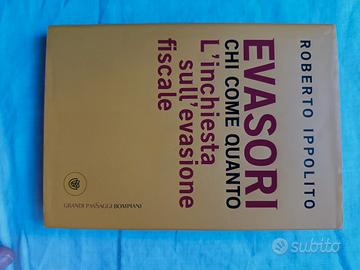 ROBERTO IPPOLITO
EVASORI
CHI COME QUANTO
L'inchiesta
sull'evasione
fiscale
GRANDI PASSAGGI BOMPIANI
subito